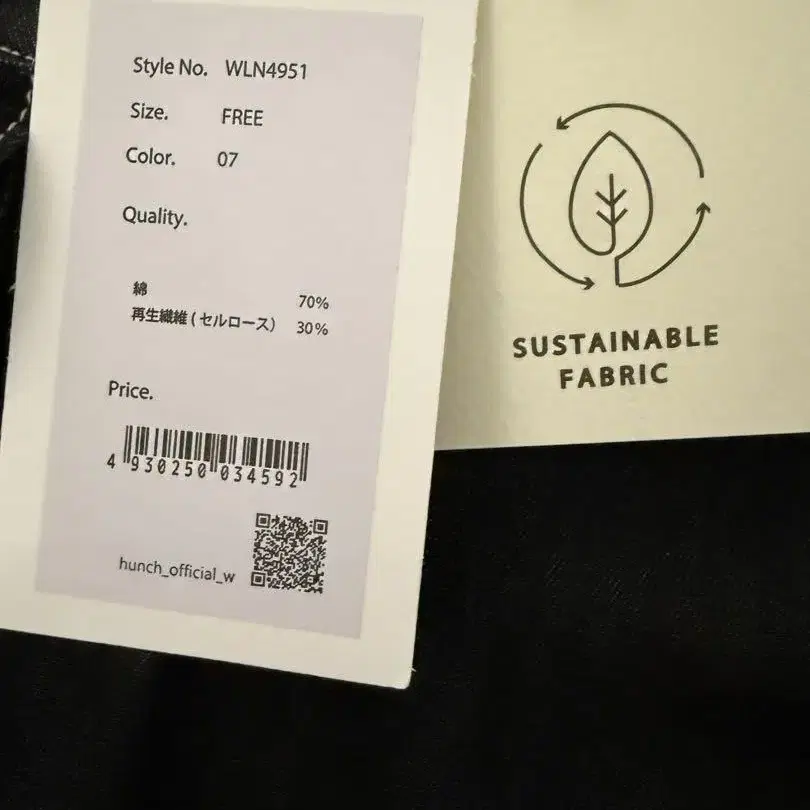 Style No. WLN4951
Size. FREE
Color. 07
Quality.
綿 70%
再生繊維 ( セルロース) 30%
Price.
4 930250 034592
hunch_official_w
SUSTAINABLE
FABRIC